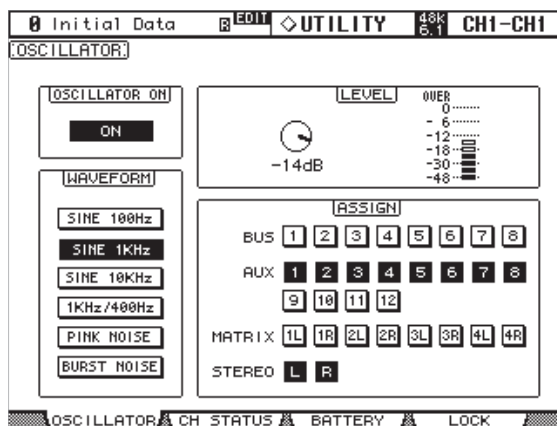 0 Initial Data R EDIT ◇UTILITY 48K 6.1 CH1-CH1
OSCILLATOR
OSCILLATOR ON
ON
WAVEFORM
SINE 100Hz
SINE 1KHz
SINE 10KHz
1KHz/400Hz
PINK NOISE
BURST NOISE
LEVEL
-14dB
OVER
0
- 6
-12
-18
-30
-48
ASSIGN
BUS 1 2 3 4 5 6 7 8
AUX 1 2 3 4 5 6 7 8
9 10 11 12
MATRIX 1L 1R 2L 2R 3L 3R 4L 4R
STEREO L R
OSCILLATOR CH STATUS BATTERY LOCK